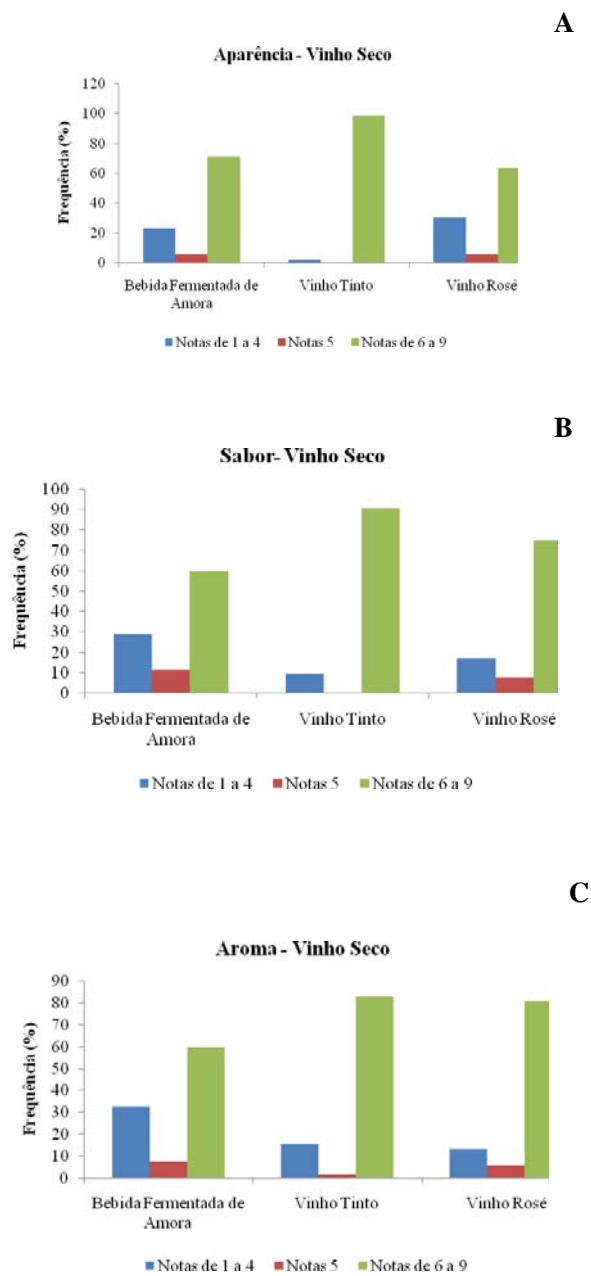 A
Aparência - Vinho Seco
Frequência (%)
120
100
80
60
40
20
0
Bebida Fermentada de
Amora
Vinho Tinto
Vinho Rosé
Notas de 1 a 4 Notas 5 Notas de 6 a 9
B
Sabor- Vinho Seco
Frequência (%)
100
90
80
70
60
50
40
30
20
10
0
Bebida Fermentada de
Amora
Vinho Tinto
Vinho Rosé
Notas de 1 a 4 Notas 5 Notas de 6 a 9
C
Aroma - Vinho Seco
Frequência (%)
90
80
70
60
50
40
30
20
10
0
Bebida Fermentada de
Amora
Vinho Tinto
Vinho Rosé
Notas de 1 a 4 Notas 5 Notas de 6 a 9